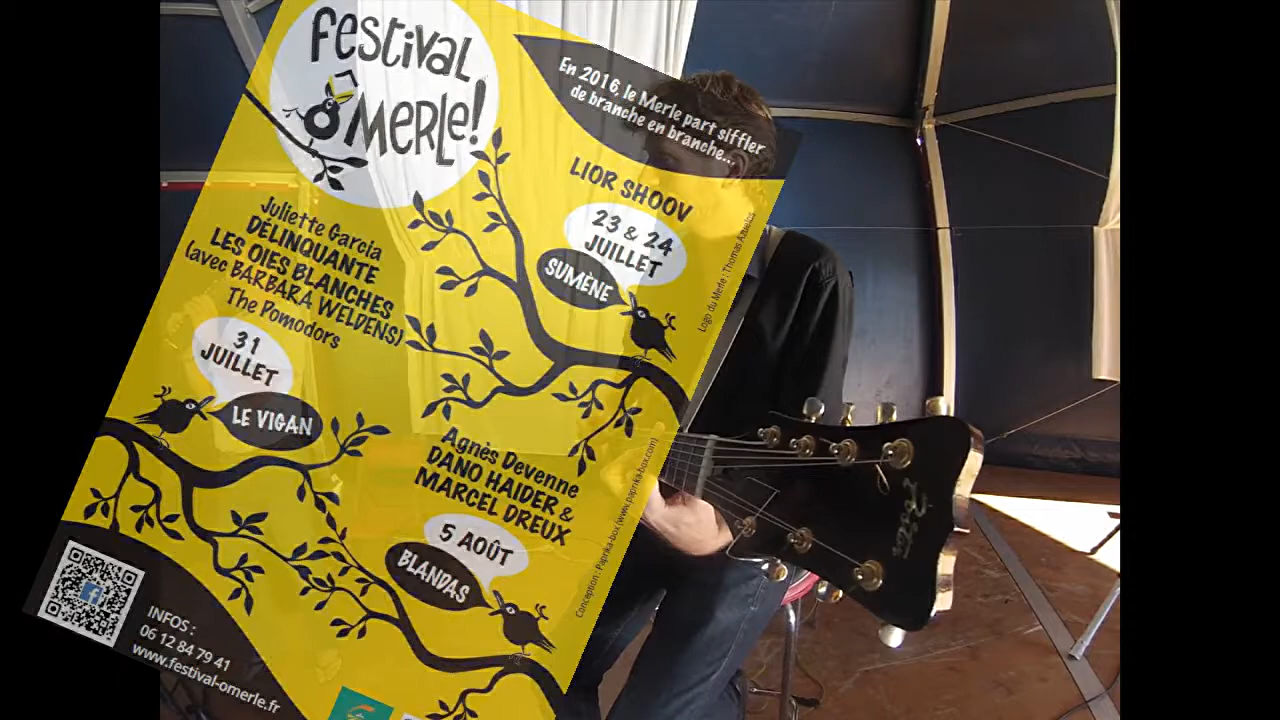 festival
Ô MERLE!
En 2016, le Merle part siffler
de branche en branche...
LIOR SHOOV
23 & 24
JUILLET
SUMÈNE
Logo du Merle : Thomas Azuélos
Juliette Garcia
DÉLINQUANTE
LES OIES BLANCHES
(avec BARBARA WELDENS)
The Pomodors
31
JUILLET
LE VIGAN
Agnès Devenne
DANO HAIDER &
MARCEL DREUX
5 AOÛT
BLANDAS
Conception : Paprika-box (www.paprika-box.com)
INFOS :
06 12 84 79 41
www.festival-omerle.fr